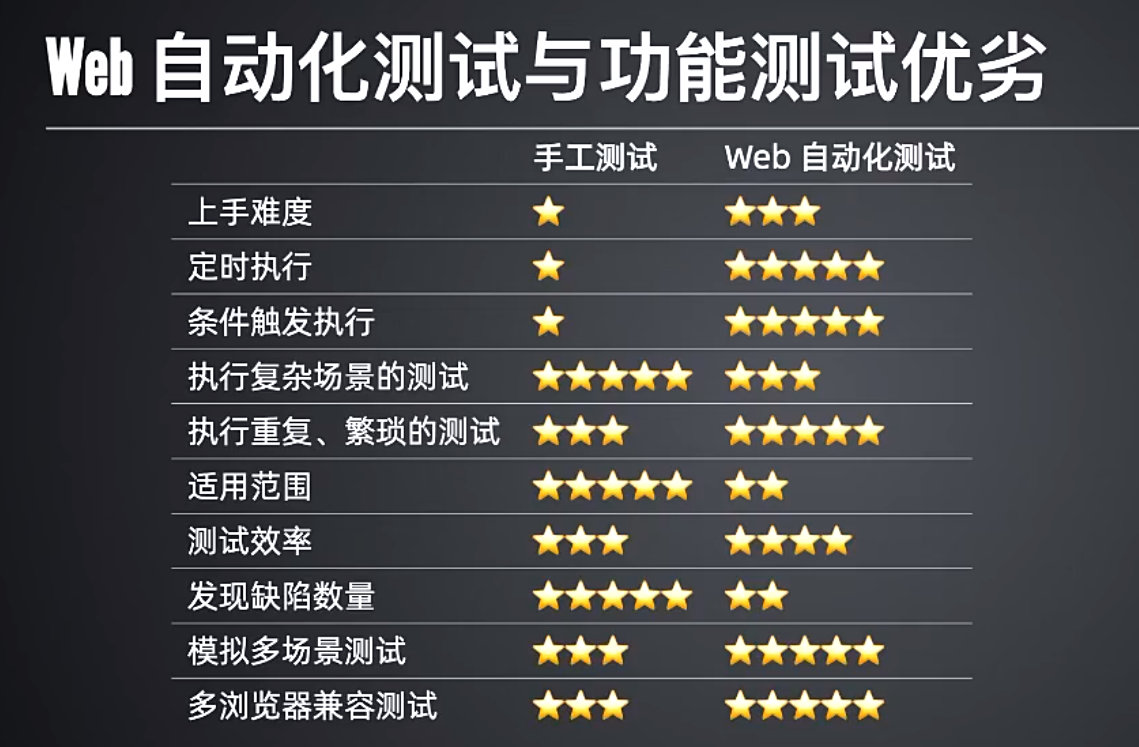 Web 自动化测试与功能测试优劣
手工测试 Web 自动化测试
上手难度 ⭐ ⭐⭐⭐
定时执行 ⭐ ⭐⭐⭐⭐⭐
条件触发执行 ⭐ ⭐⭐⭐⭐⭐
执行复杂场景的测试 ⭐⭐⭐⭐⭐ ⭐⭐⭐
执行重复、繁琐的测试 ⭐⭐⭐ ⭐⭐⭐⭐⭐
适用范围 ⭐⭐⭐⭐⭐ ⭐⭐
测试效率 ⭐⭐⭐ ⭐⭐⭐⭐
发现缺陷数量 ⭐⭐⭐⭐⭐ ⭐⭐
模拟多场景测试 ⭐⭐⭐ ⭐⭐⭐⭐⭐
多浏览器兼容测试 ⭐⭐⭐ ⭐⭐⭐⭐⭐